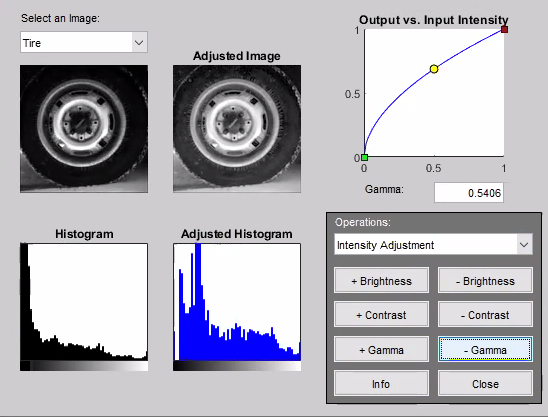 Select an Image:
Tire
Adjusted Image
Output vs. Input Intensity
1
0.5
0
0
0.5
1
Gamma:
0.5406
Histogram
Adjusted Histogram
Operations:
Intensity Adjustment
+ Brightness
- Brightness
+ Contrast
- Contrast
+ Gamma
- Gamma
Info
Close